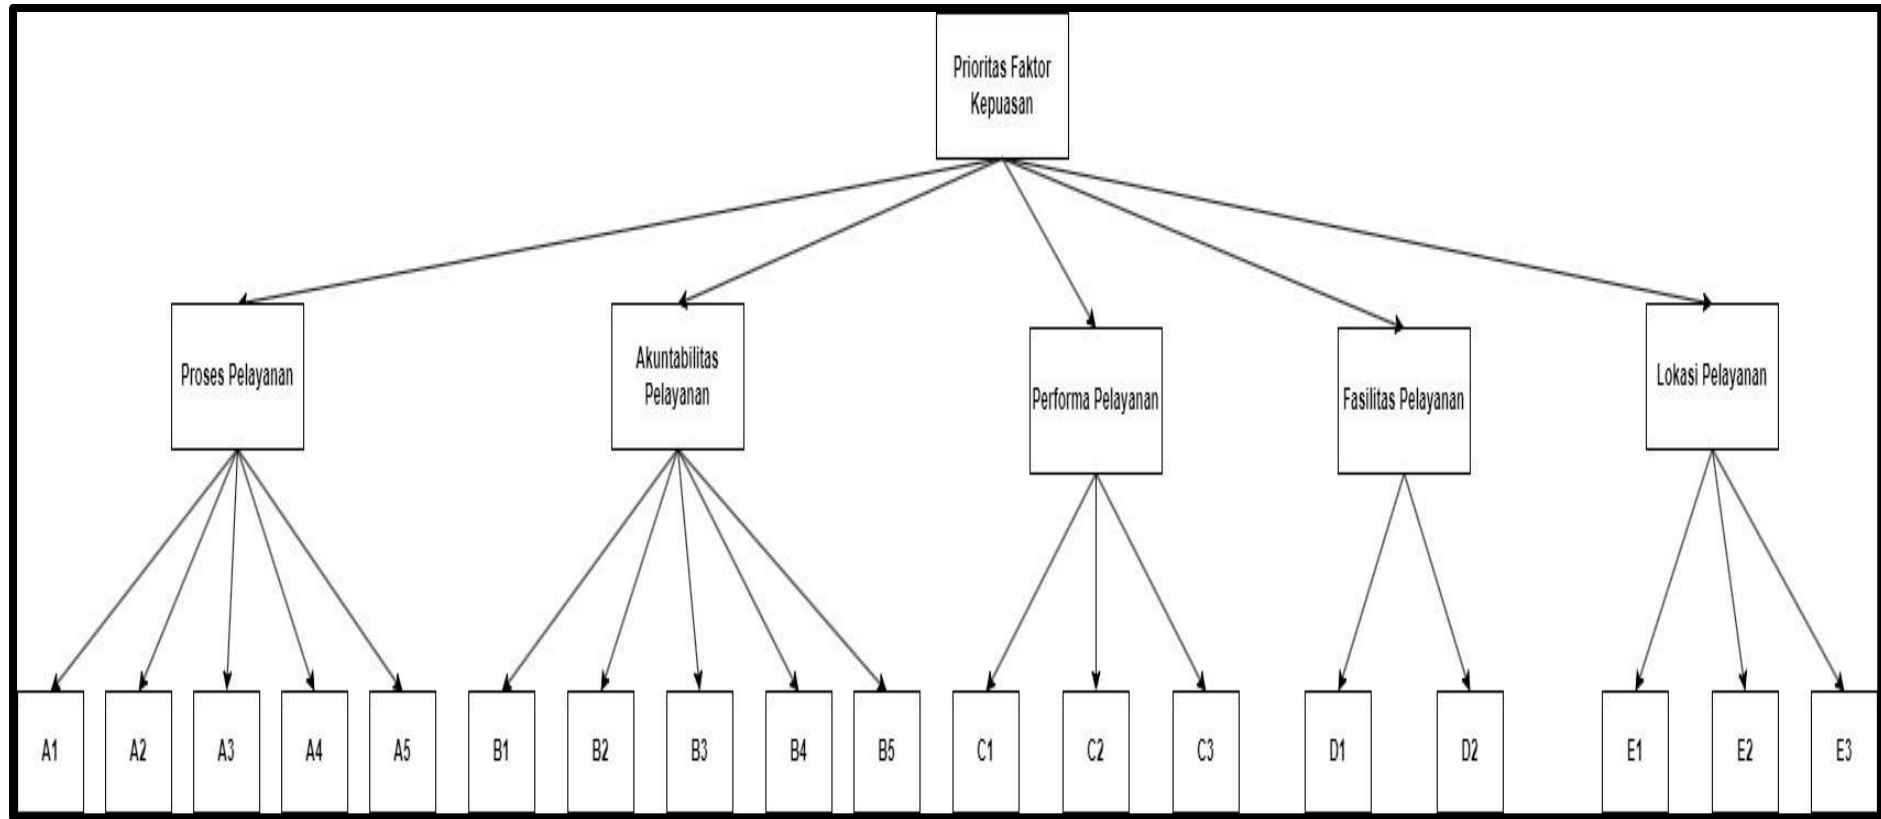 Prioritas Faktor
Kepuasan
Proses Pelayanan
Akuntabilitas
Pelayanan
Performa Pelayanan
Fasilitas Pelayanan
Lokasi Pelayanan
A1
A2
A3
A4
A5
B1
B2
B3
B4
B5
C1
C2
C3
D1
D2
E1
E2
E3